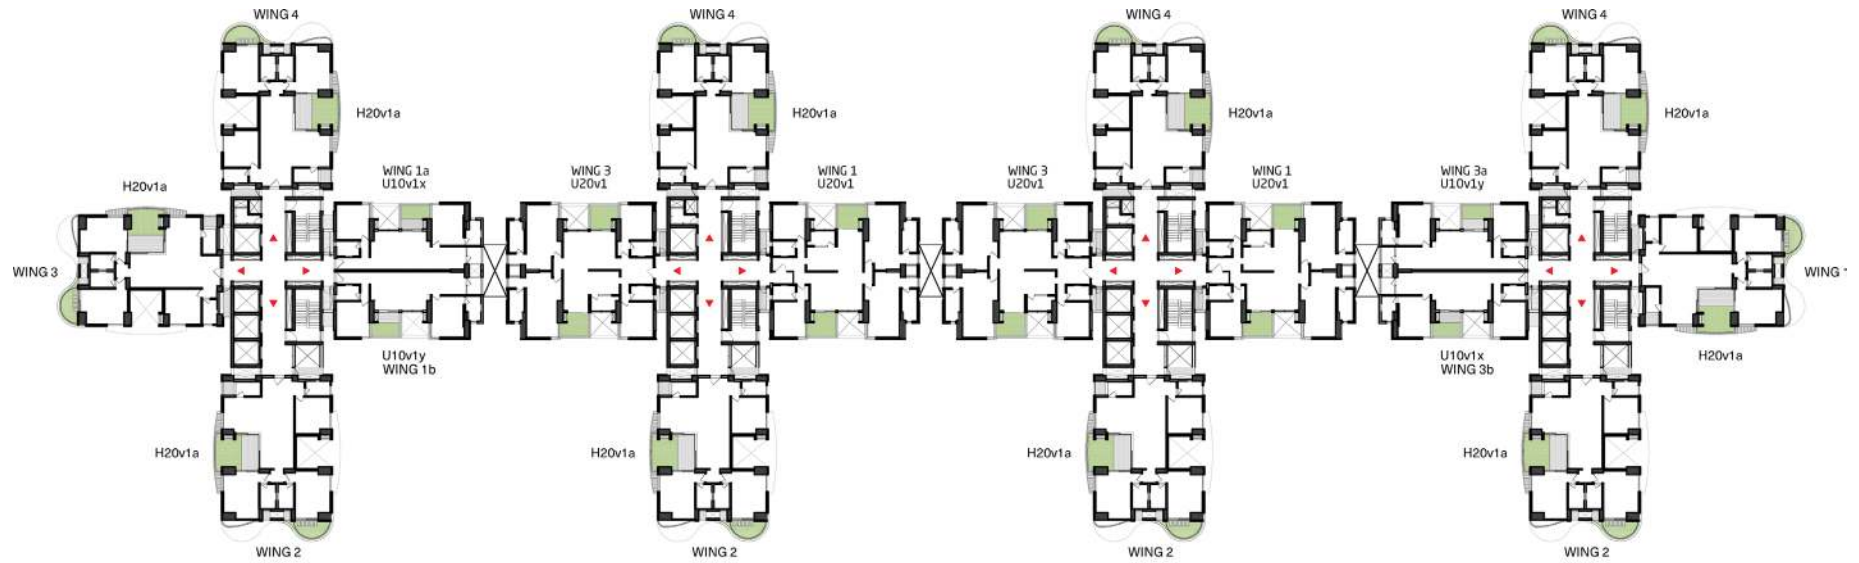 WING 4
WING 4
WING 4
WING 4
H20v1a
H20v1a
H20v1a
H20v1a
WING 1a
U10v1x
WING 3
U20v1
WING 1
U20v1
WING 3
U20v1
WING 1
U20v1
WING 3a
U10v1y
H20v1a
WING 3
WING
U10v1y
WING 1b
U10v1x
WING 3b
H20v1a
H20v1a
H20v1a
H20v1a
H20v1a
WING 2
WING 2
WING 2
WING 2